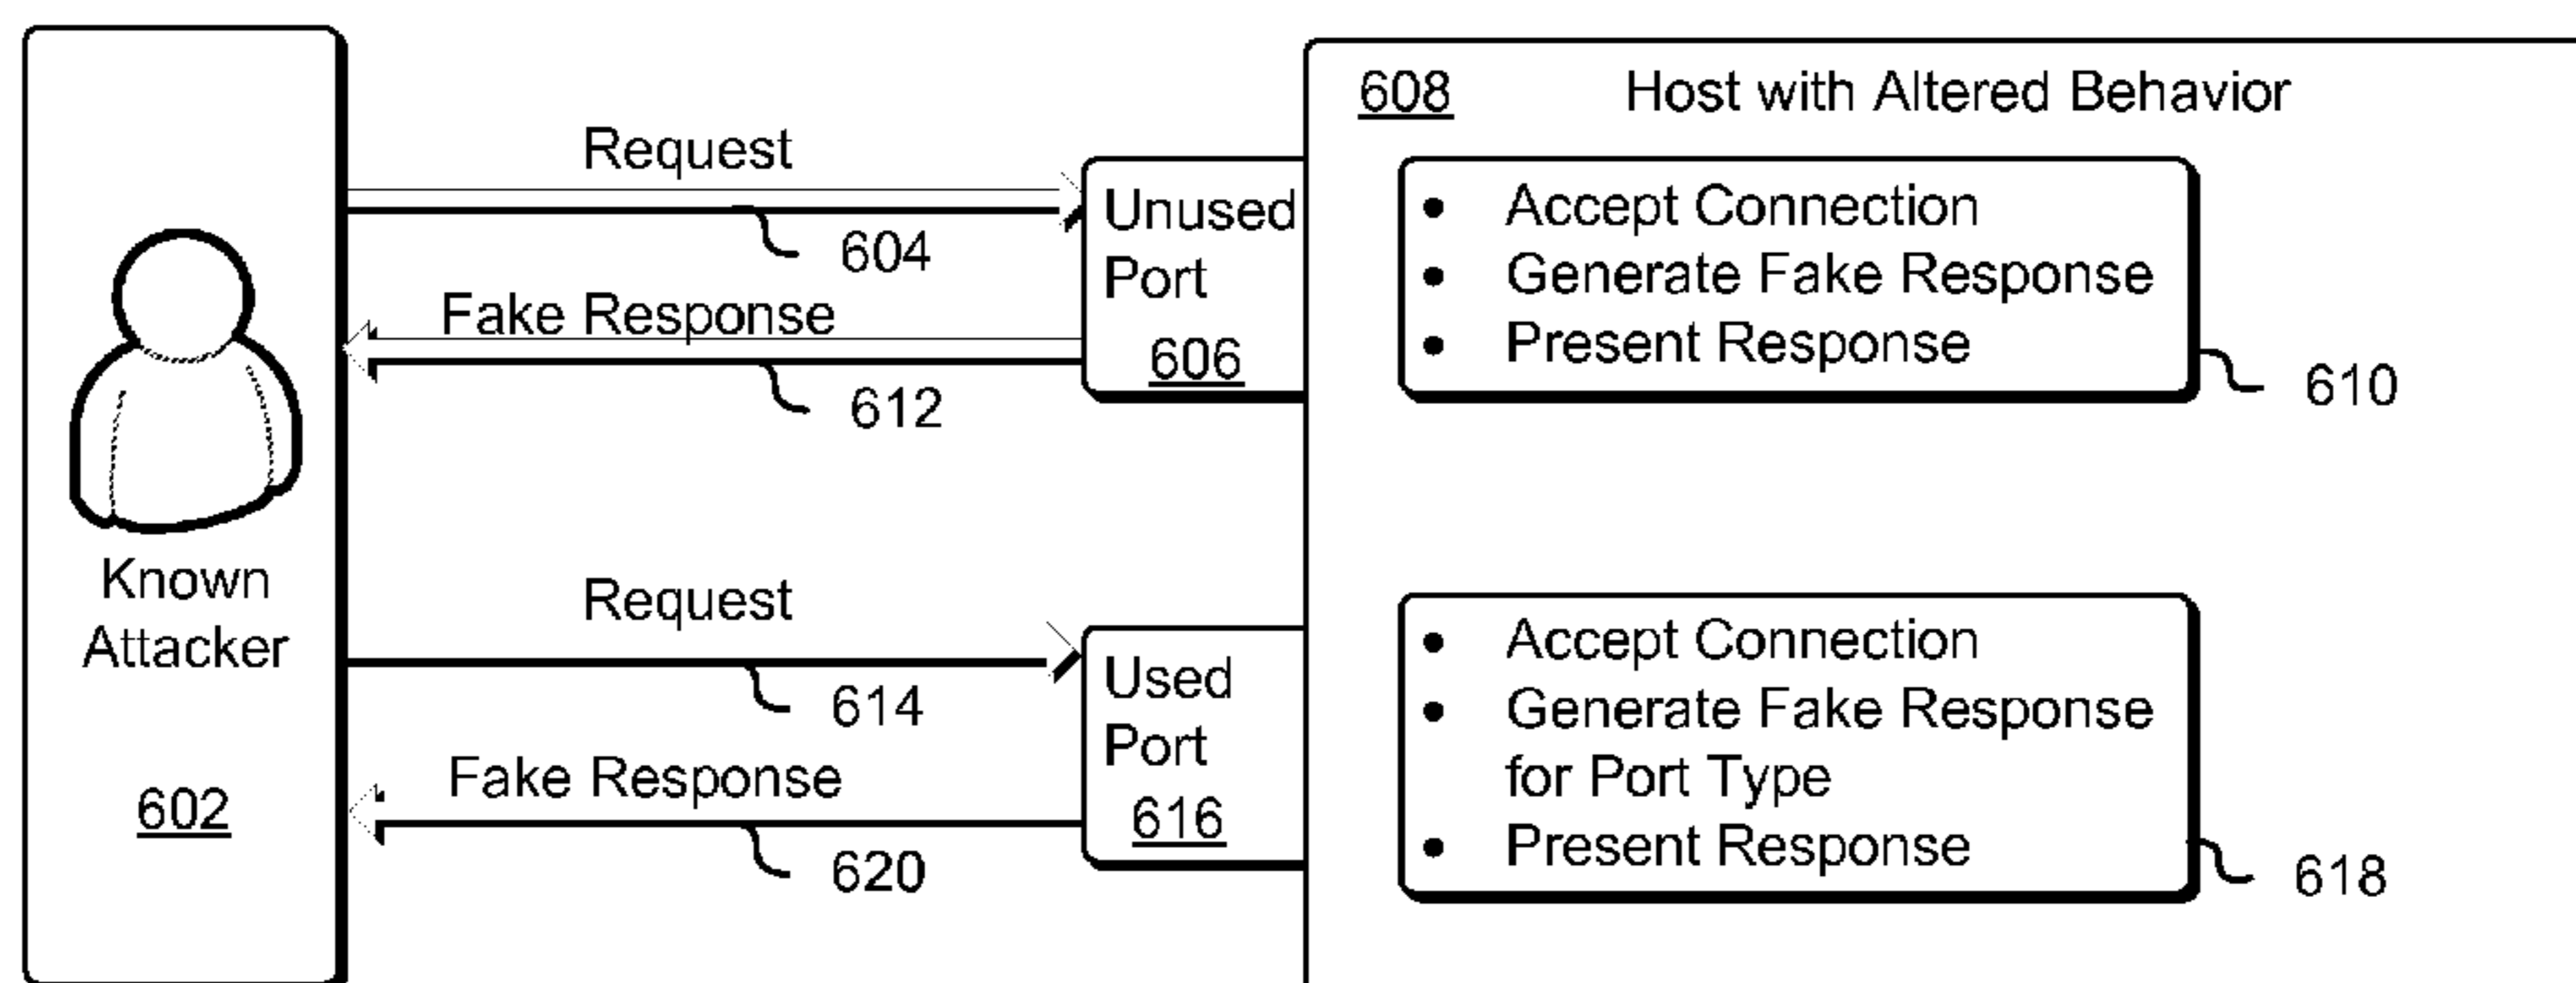 608 Host with Altered Behavior
Request
604
Unused
Port
606
Fake Response
612
• Accept Connection
• Generate Fake Response
• Present Response
610
Known
Attacker
602
Request
614
Used
Port
616
Fake Response
620
• Accept Connection
• Generate Fake Response
for Port Type
• Present Response
618